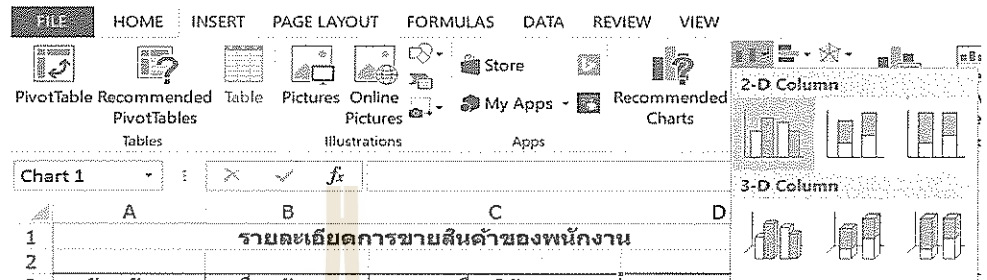 FILE HOME INSERT PAGE LAYOUT FORMULAS DATA REVIEW VIEW
PivotTable Recommended PivotTables Table
Tables
Pictures Online Pictures
Illustrations
Store
My Apps
Apps
Recommended Charts
2-D Column
3-D Column
Chart 1 fx
A B C D
1 รายละเอียดการขายสินค้าของพนักงาน
2